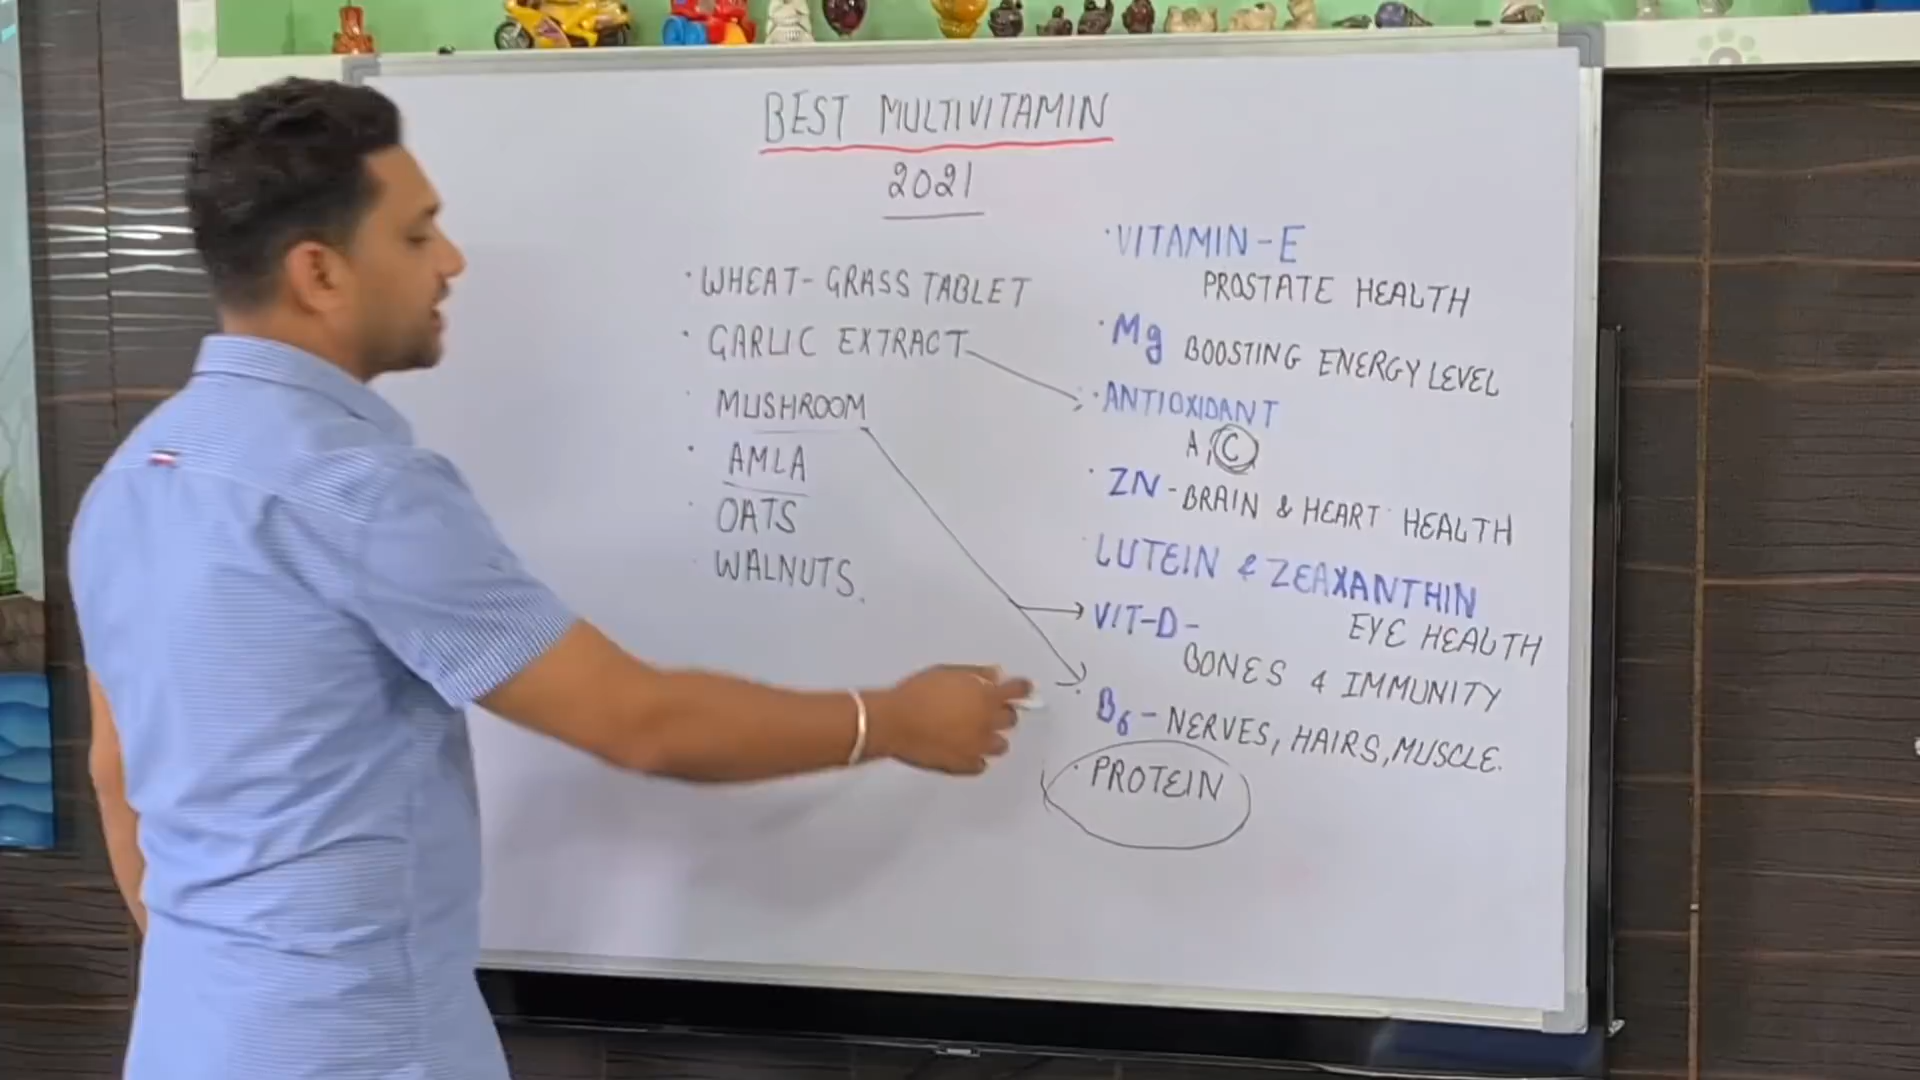 BEST MULTIVITAMIN
2021
· WHEAT-GRASS TABLET
· GARLIC EXTRACT
· MUSHROOM
· AMLA
· OATS
· WALNUTS.
· VITAMIN-E
PROSTATE HEALTH
· Mg BOOSTING ENERGY LEVEL
· ANTIOXIDANT
A, C
· ZN - BRAIN & HEART HEALTH
· LUTEIN & ZEAXANTHIN
EYE HEALTH
VIT-D -
BONES & IMMUNITY
· B6 - NERVES, HAIRS, MUSCLE.
· PROTEIN